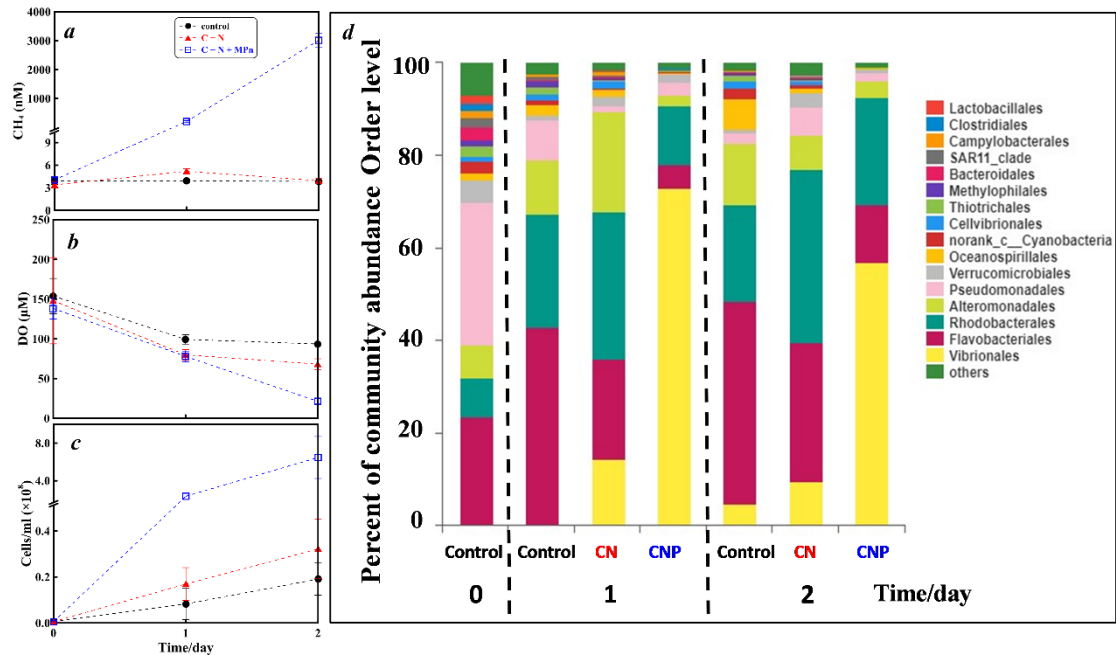 a
control
C + N
C + N + MPa
4000
3000
2000
1000
9
6
3
0
CH₄ (nM)
b
250
200
150
100
50
0
DO (μM)
c
8.0
4.0
0.4
0.2
0.0
Cells/ml (×10⁸)
0
1
2
Time/day
d
100
80
60
40
20
0
Percent of community abundance Order level
Control
Control
CN
CNP
Control
CN
CNP
0
1
2
Time/day
Lactobacillales
Clostridiales
Campylobacterales
SAR11_clade
Bacteroidales
Methylophilales
Thiotrichales
Cellvibrionales
norank_c__Cyanobacteria
Oceanospirillales
Verrucomicrobiales
Pseudomonadales
Alteromonadales
Rhodobacterales
Flavobacteriales
Vibrionales
others